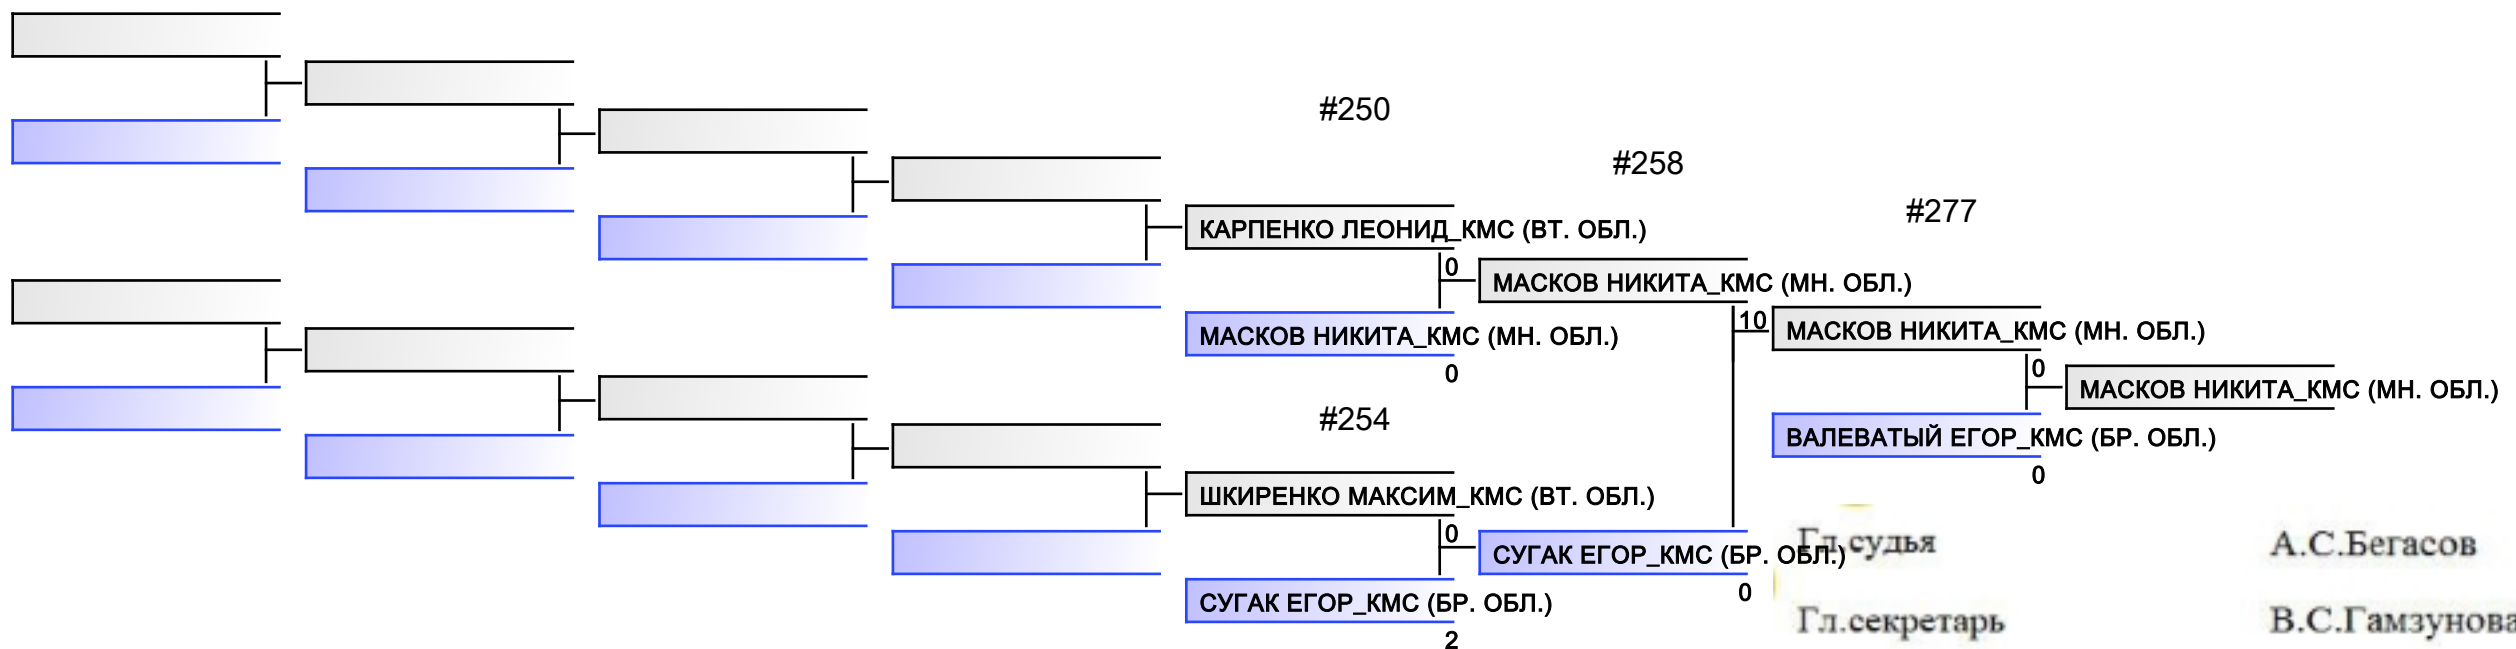 #250
#258
#277
КАРПЕНКО ЛЕОНИД_КМС (ВТ. ОБЛ.)
0
МАСКОВ НИКИТА_КМС (МН. ОБЛ.)
10
МАСКОВ НИКИТА_КМС (МН. ОБЛ.)
МАСКОВ НИКИТА_КМС (МН. ОБЛ.)
0
0
МАСКОВ НИКИТА_КМС (МН. ОБЛ.)
#254
ВАЛЕВАТЫЙ ЕГОР_КМС (БР. ОБЛ.)
0
ШКИРЕНКО МАКСИМ_КМС (ВТ. ОБЛ.)
0
СУГАК ЕГОР_КМС (БР. ОБЛ.)
0
Гл.судья А.С.Бегасов
СУГАК ЕГОР_КМС (БР. ОБЛ.)
2
Гл.секретарь В.С.Гамзунова